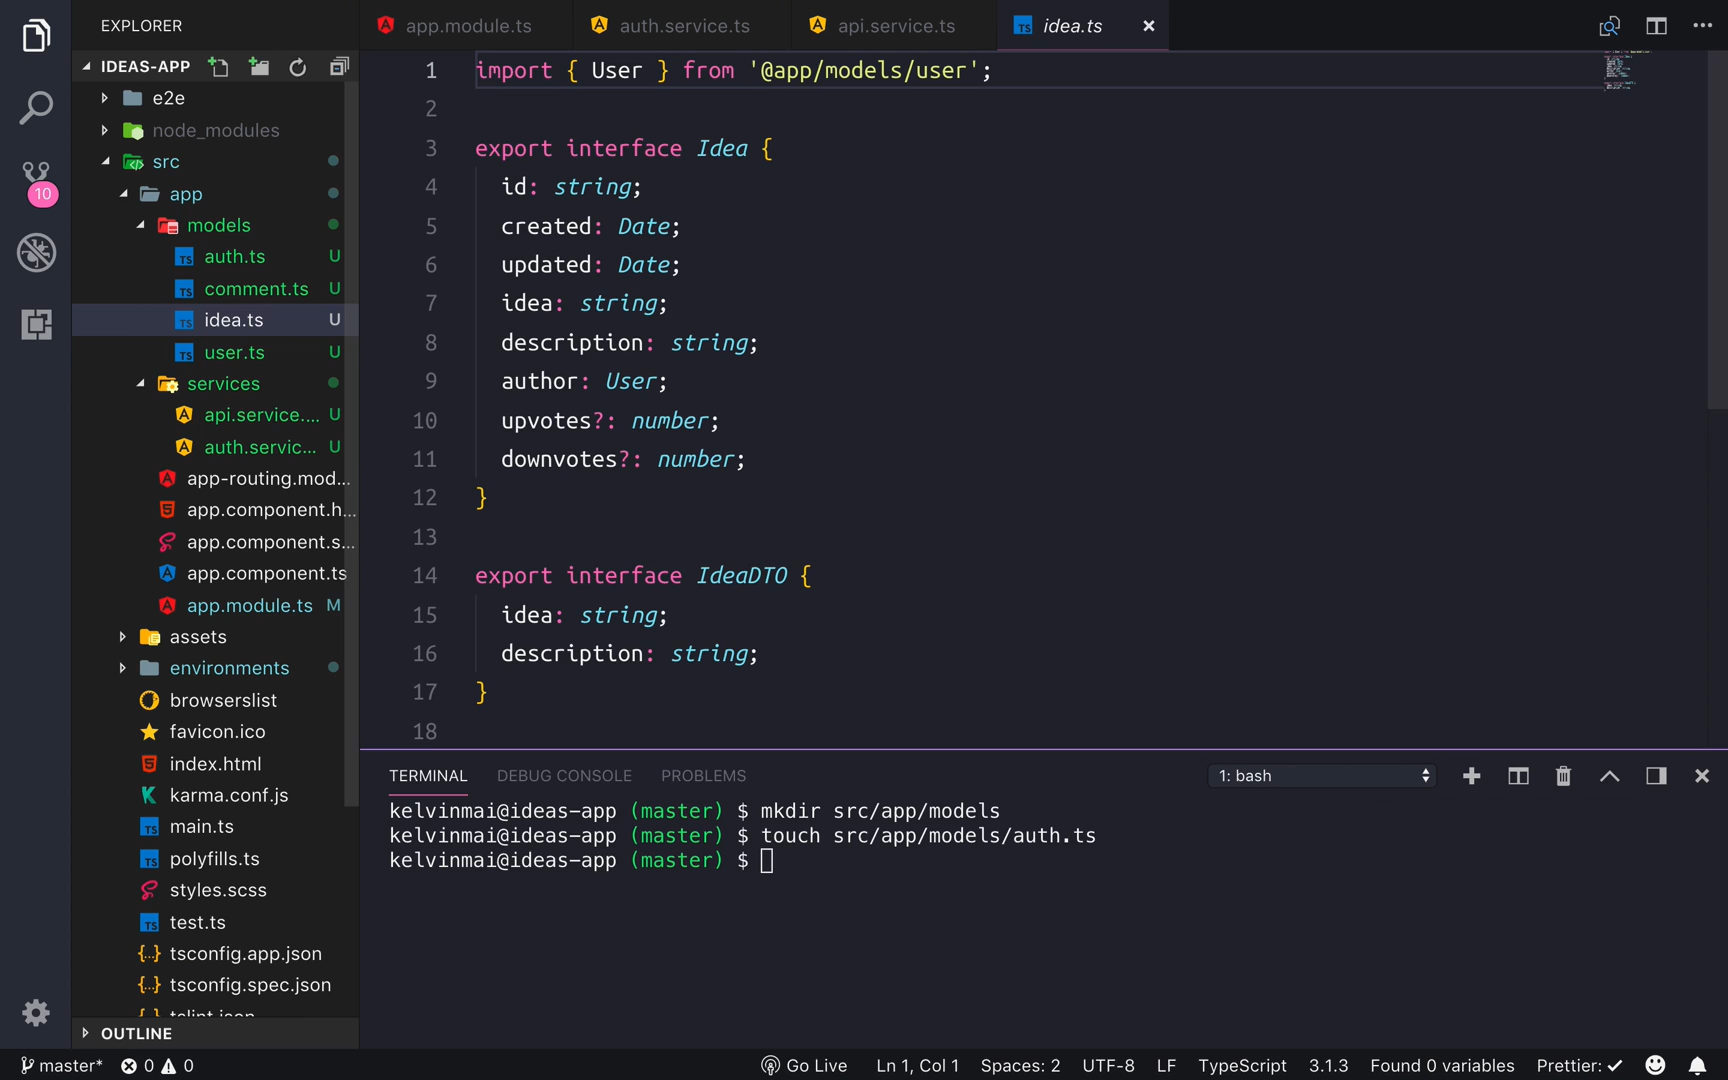 EXPLORER
IDEAS-APP
e2e
node_modules
src
app
models
auth.ts U
comment.ts U
idea.ts U
user.ts U
services
api.service.... U
auth.servic... U
app-routing.mod...
app.component.h...
app.component.s...
app.component.ts
app.module.ts M
assets
environments
browserslist
favicon.ico
index.html
karma.conf.js
main.ts
polyfills.ts
styles.scss
test.ts
tsconfig.app.json
tsconfig.spec.json
tslint.json
OUTLINE
10
app.module.ts
auth.service.ts
api.service.ts
idea.ts
1 import { User } from '@app/models/user';
2
3 export interface Idea {
4 id: string;
5 created: Date;
6 updated: Date;
7 idea: string;
8 description: string;
9 author: User;
10 upvotes?: number;
11 downvotes?: number;
12 }
13
14 export interface IdeaDTO {
15 idea: string;
16 description: string;
17 }
18
TERMINAL DEBUG CONSOLE PROBLEMS 1: bash
kelvinmai@ideas-app (master) $ mkdir src/app/models
kelvinmai@ideas-app (master) $ touch src/app/models/auth.ts
kelvinmai@ideas-app (master) $
master* 0 0 Go Live Ln 1, Col 1 Spaces: 2 UTF-8 LF TypeScript 3.1.3 Found 0 variables Prettier: ✓